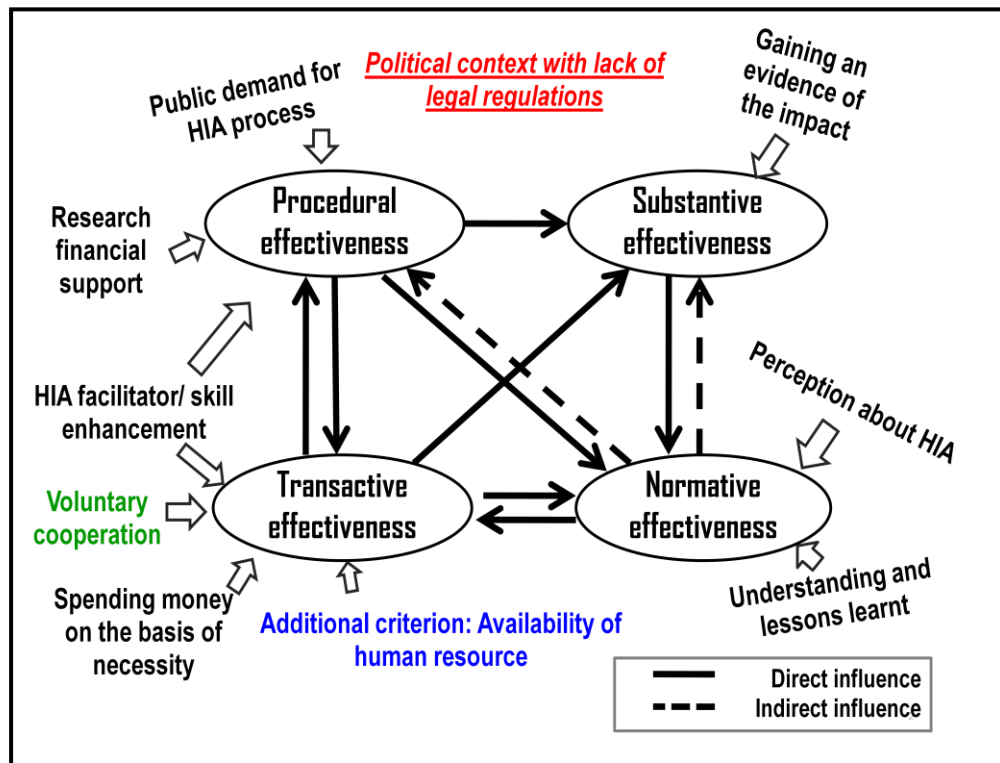 Public demand for
HIA process
Political context with lack of
legal regulations
Gaining an
evidence of
the impact
Procedural
effectiveness
Substantive
effectiveness
Research
financial
support
HIA facilitator/ skill
enhancement
Perception about HIA
Transactive
effectiveness
Normative
effectiveness
Voluntary
cooperation
Spending money
on the basis of
necessity
Additional criterion: Availability of
human resource
Understanding and
lessons learnt
Direct influence
Indirect influence